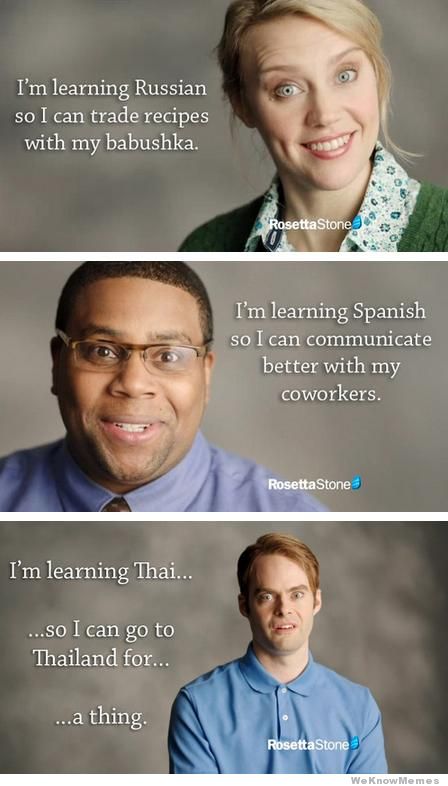 I'm learning Russian
so I can trade recipes
with my babushka.
RosettaStone
I'm learning Spanish
so I can communicate
better with my
coworkers.
RosettaStone
I'm learning Thai...
...so I can go to
Thailand for...
...a thing.
RosettaStone
WeKnowMemes